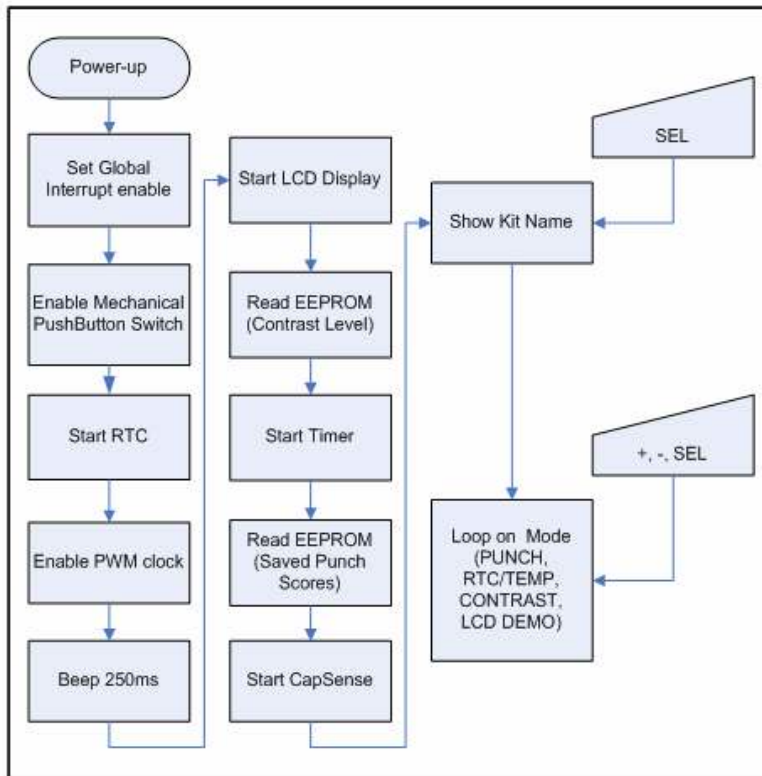 Power-up
Set Global
Interrupt enable
Enable Mechanical
PushButton Switch
Start RTC
Enable PWM clock
Beep 250ms
Start LCD Display
Read EEPROM
(Contrast Level)
Start Timer
Read EEPROM
(Saved Punch
Scores)
Start CapSense
SEL
Show Kit Name
+, -, SEL
Loop on Mode
(PUNCH,
RTC/TEMP,
CONTRAST,
LCD DEMO)